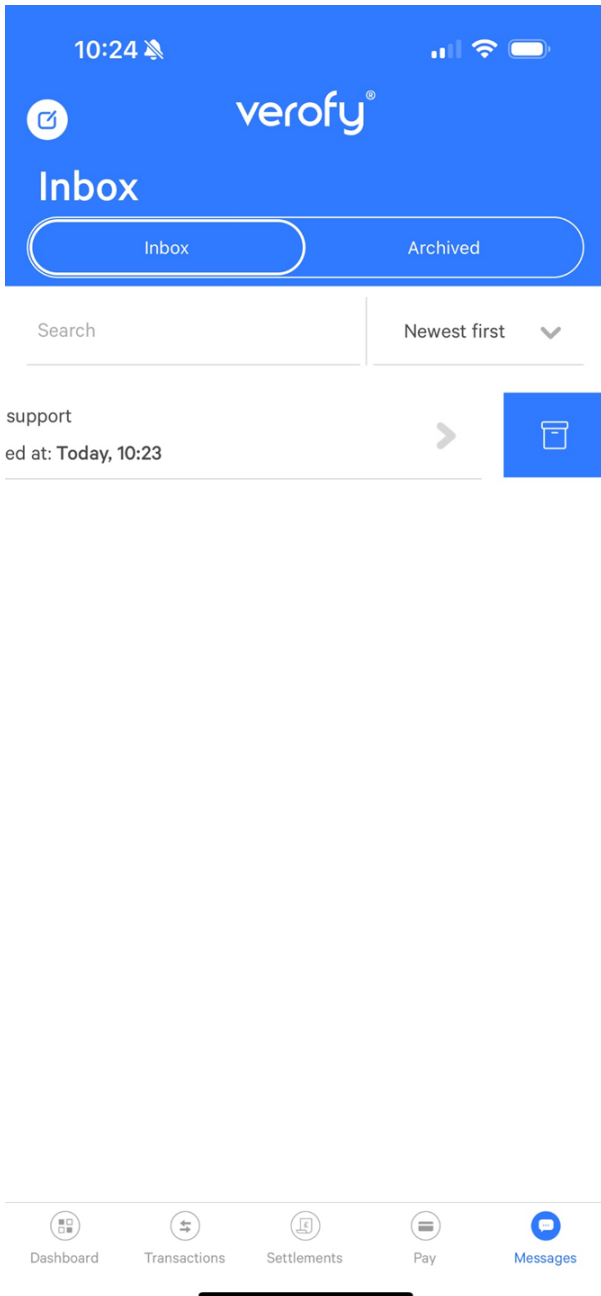 10:24
verofy®
Inbox
Inbox Archived
Search Newest first
support
ed at: Today, 10:23
Dashboard Transactions Settlements Pay Messages